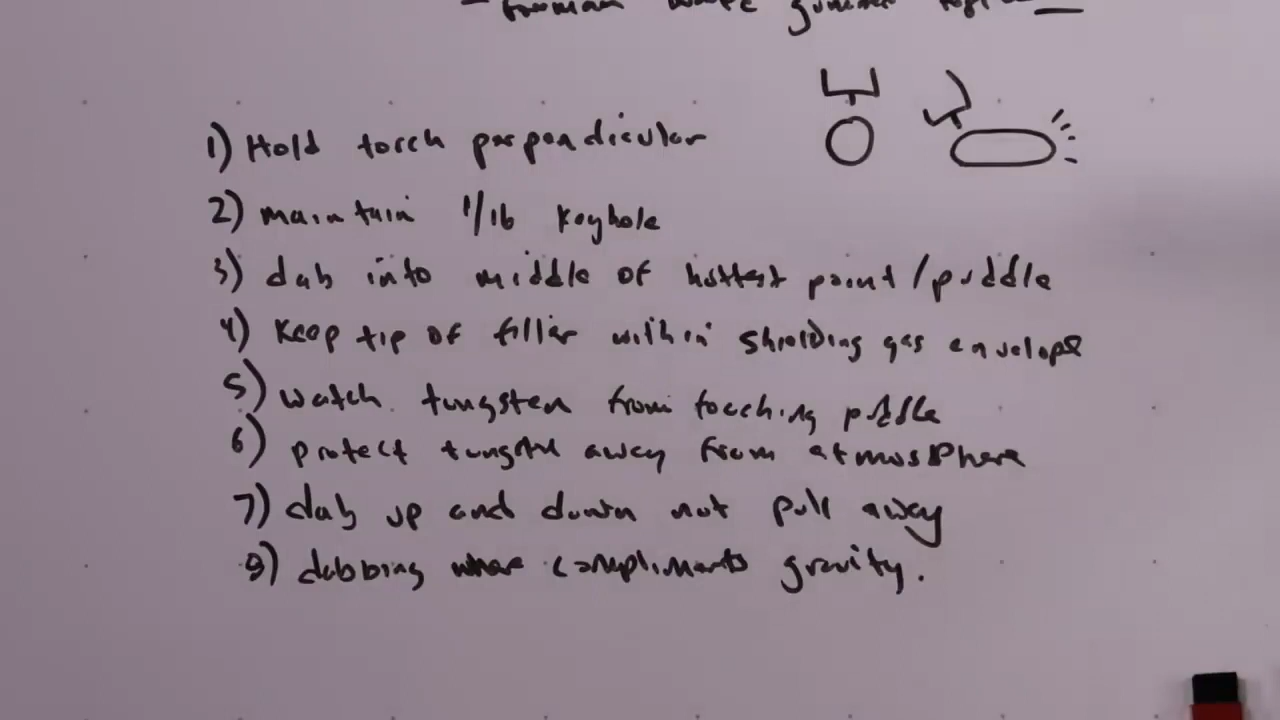 1) Hold torch perpendicular
2) maintain 1/16 keyhole
3) dab into middle of hottest point/puddle
4) Keep tip of filler within shielding gas envelope
5) watch tungsten from touching puddle
6) protect tungsten away from atmosphere
7) dab up and down not pull away
8) dabbing where compliments gravity.